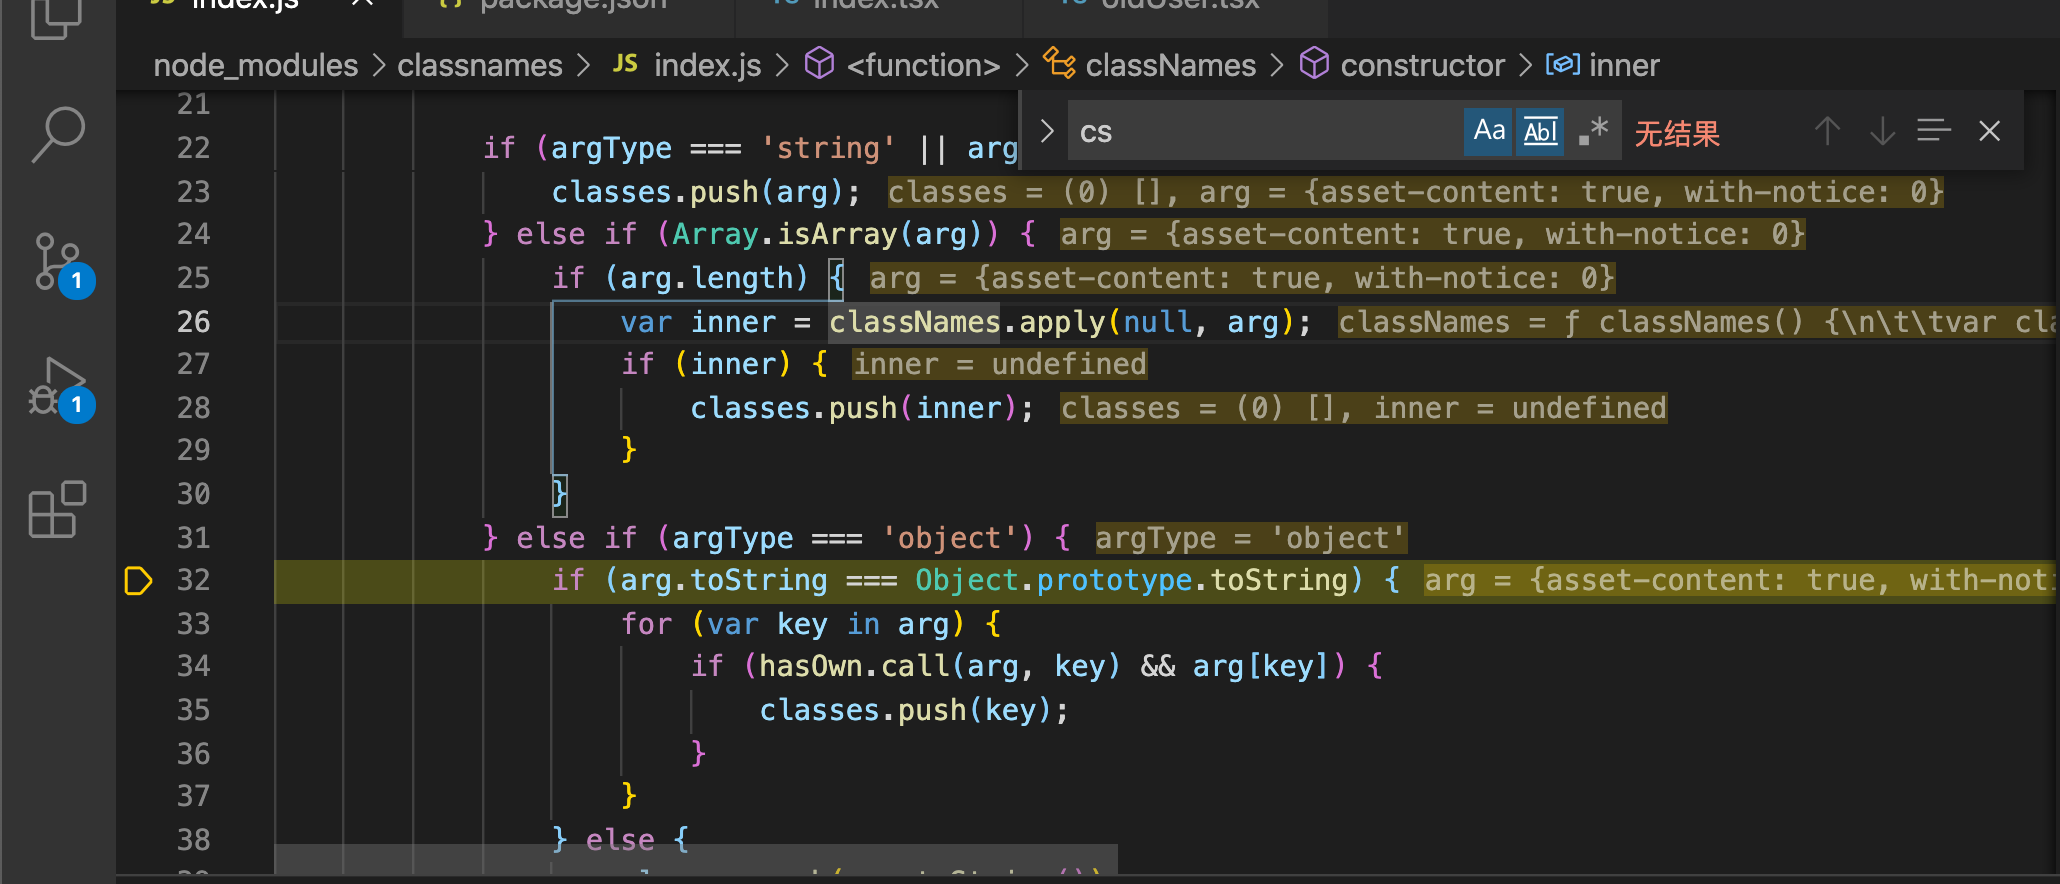 index.js package.json index.tsx oldUser.tsx
node_modules > classnames > JS index.js > <function> > classNames > constructor > inner
cs Aa Abl .* 无结果
21
22 if (argType === 'string' || arg
23 classes.push(arg); classes = (0) [], arg = {asset-content: true, with-notice: 0}
24 } else if (Array.isArray(arg)) { arg = {asset-content: true, with-notice: 0}
25 if (arg.length) { arg = {asset-content: true, with-notice: 0}
26 var inner = classNames.apply(null, arg); classNames = ƒ classNames() {\n\t\tvar cla
27 if (inner) { inner = undefined
28 classes.push(inner); classes = (0) [], inner = undefined
29 }
30 }
31 } else if (argType === 'object') { argType = 'object'
32 if (arg.toString === Object.prototype.toString) { arg = {asset-content: true, with-noti
33 for (var key in arg) {
34 if (hasOwn.call(arg, key) && arg[key]) {
35 classes.push(key);
36 }
37 }
38 } else {
1
1